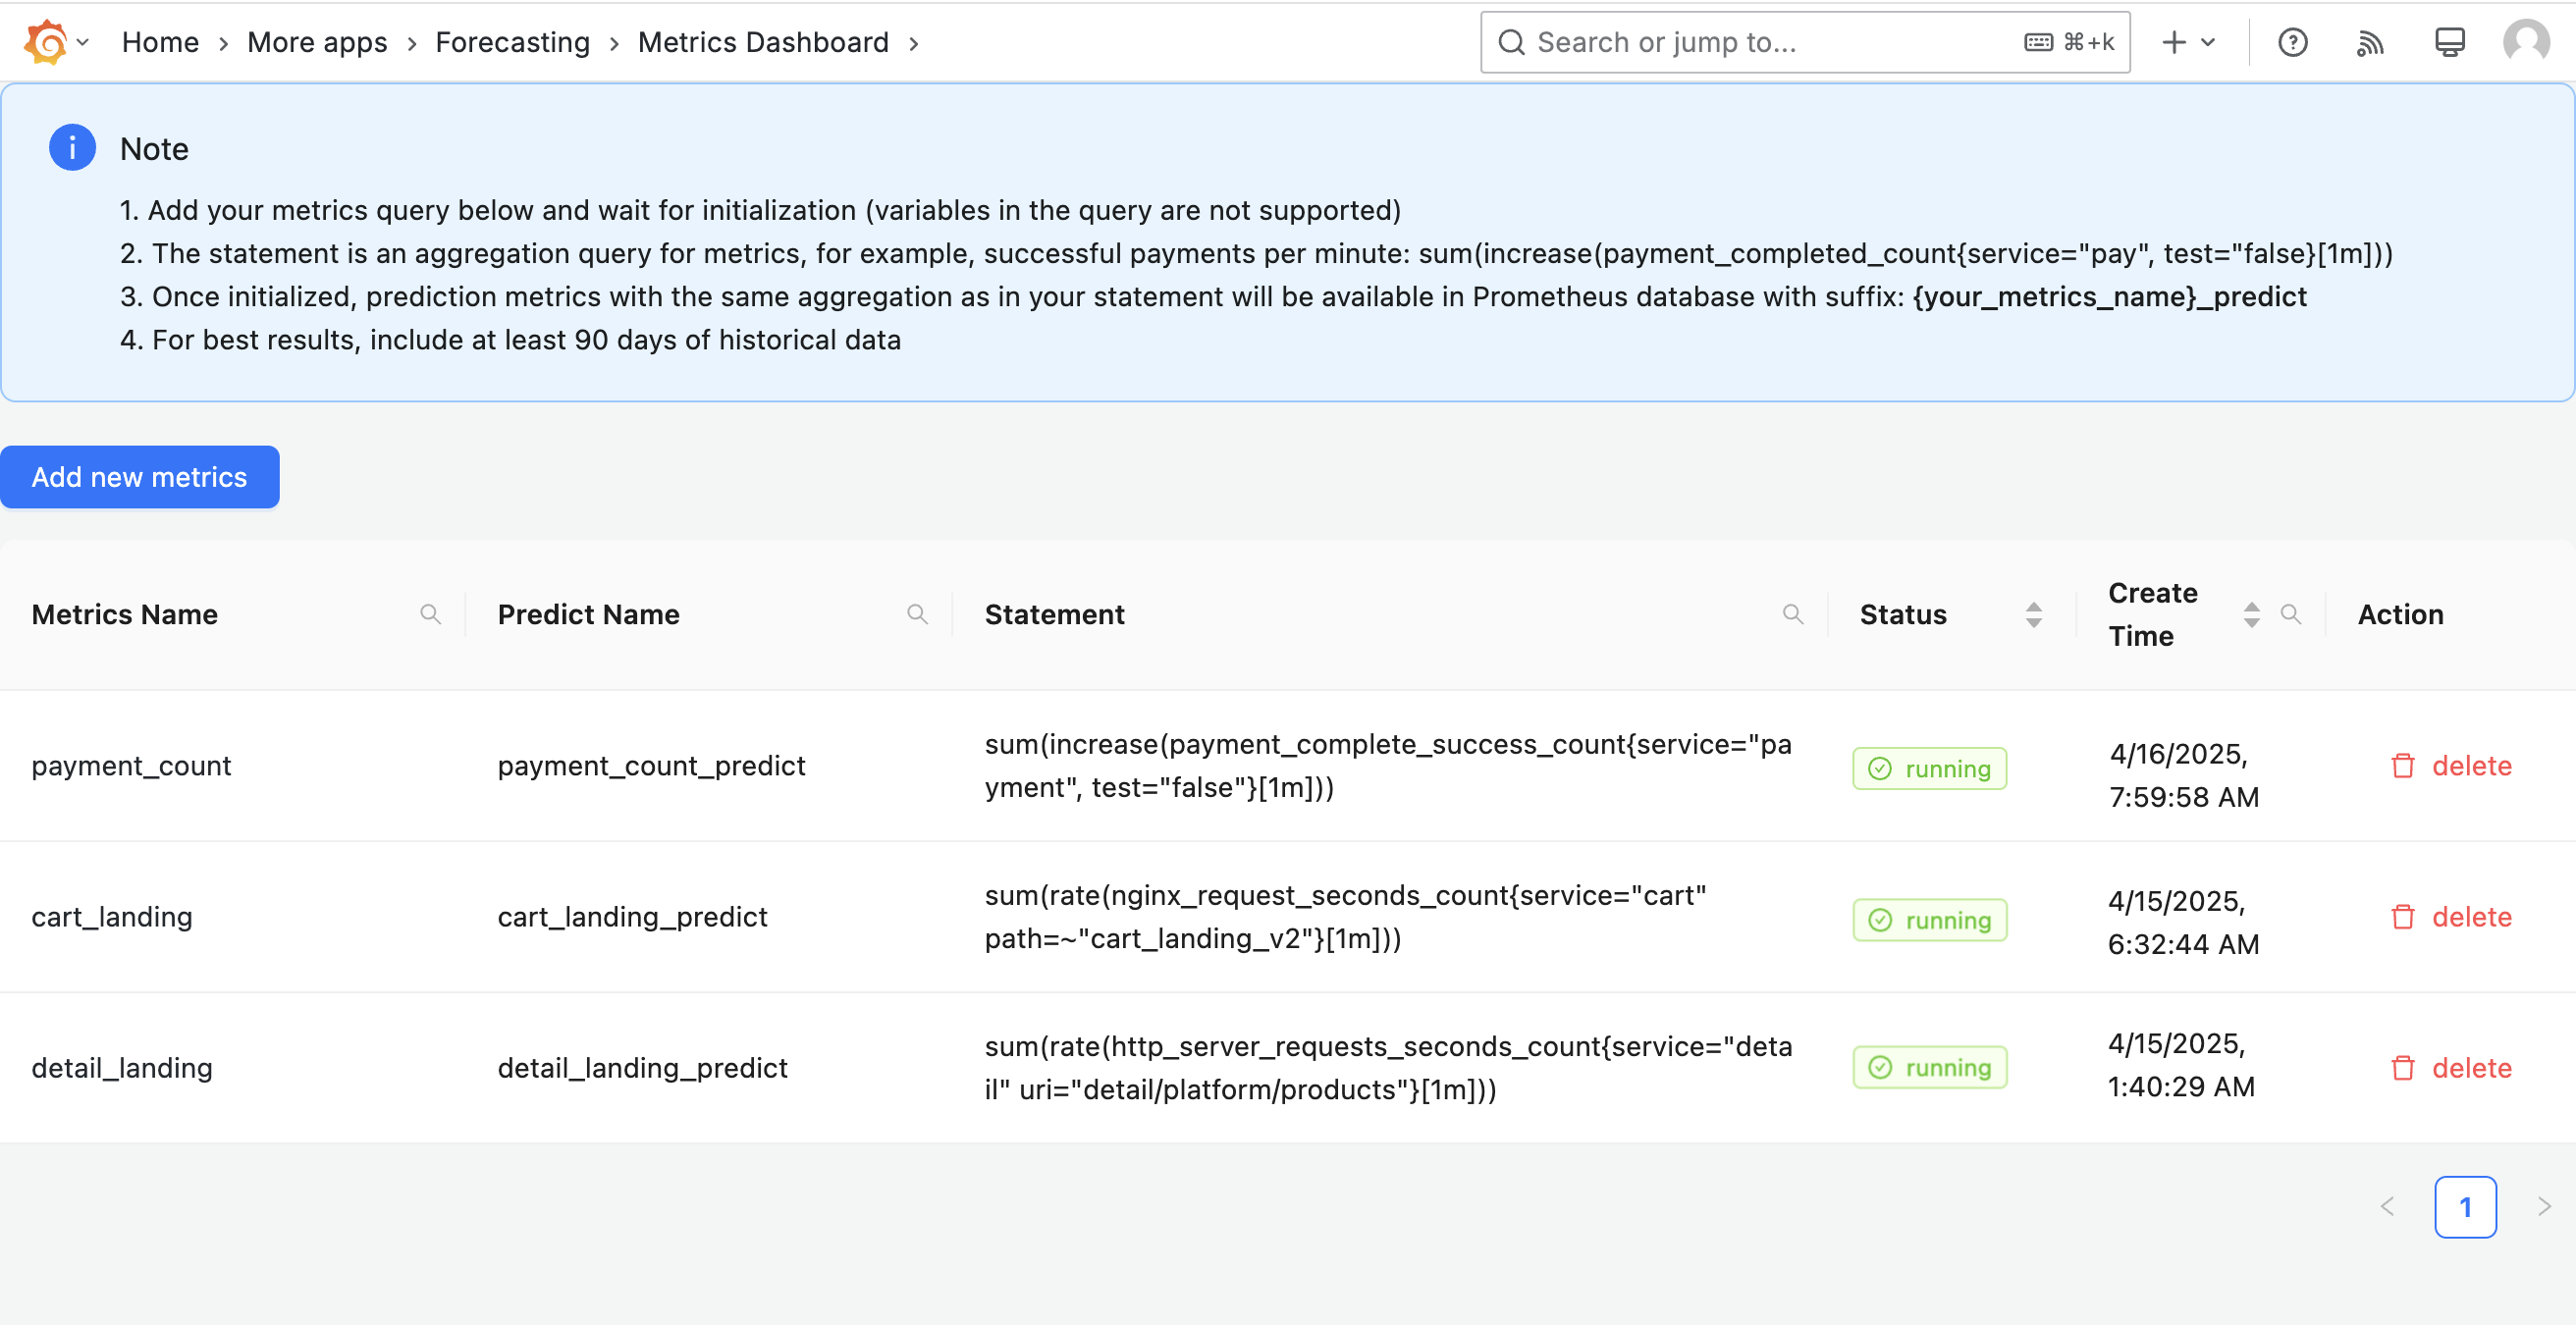 Home › More apps › Forecasting › Metrics Dashboard ›
Search or jump to...
⌘+k
i
Note
1. Add your metrics query below and wait for initialization (variables in the query are not supported)
2. The statement is an aggregation query for metrics, for example, successful payments per minute: sum(increase(payment_completed_count{service="pay", test="false}[1m]))
3. Once initialized, prediction metrics with the same aggregation as in your statement will be available in Prometheus database with suffix: {your_metrics_name}_predict
4. For best results, include at least 90 days of historical data
Add new metrics
Metrics Name
Predict Name
Statement
Status
Create
Time
Action
payment_count
payment_count_predict
sum(increase(payment_complete_success_count{service="pa
yment", test="false"}[1m]))
running
4/16/2025,
7:59:58 AM
delete
cart_landing
cart_landing_predict
sum(rate(nginx_request_seconds_count{service="cart"
path=~"cart_landing_v2"}[1m]))
running
4/15/2025,
6:32:44 AM
delete
detail_landing
detail_landing_predict
sum(rate(http_server_requests_seconds_count{service="deta
il" uri="detail/platform/products"}[1m]))
running
4/15/2025,
1:40:29 AM
delete
1